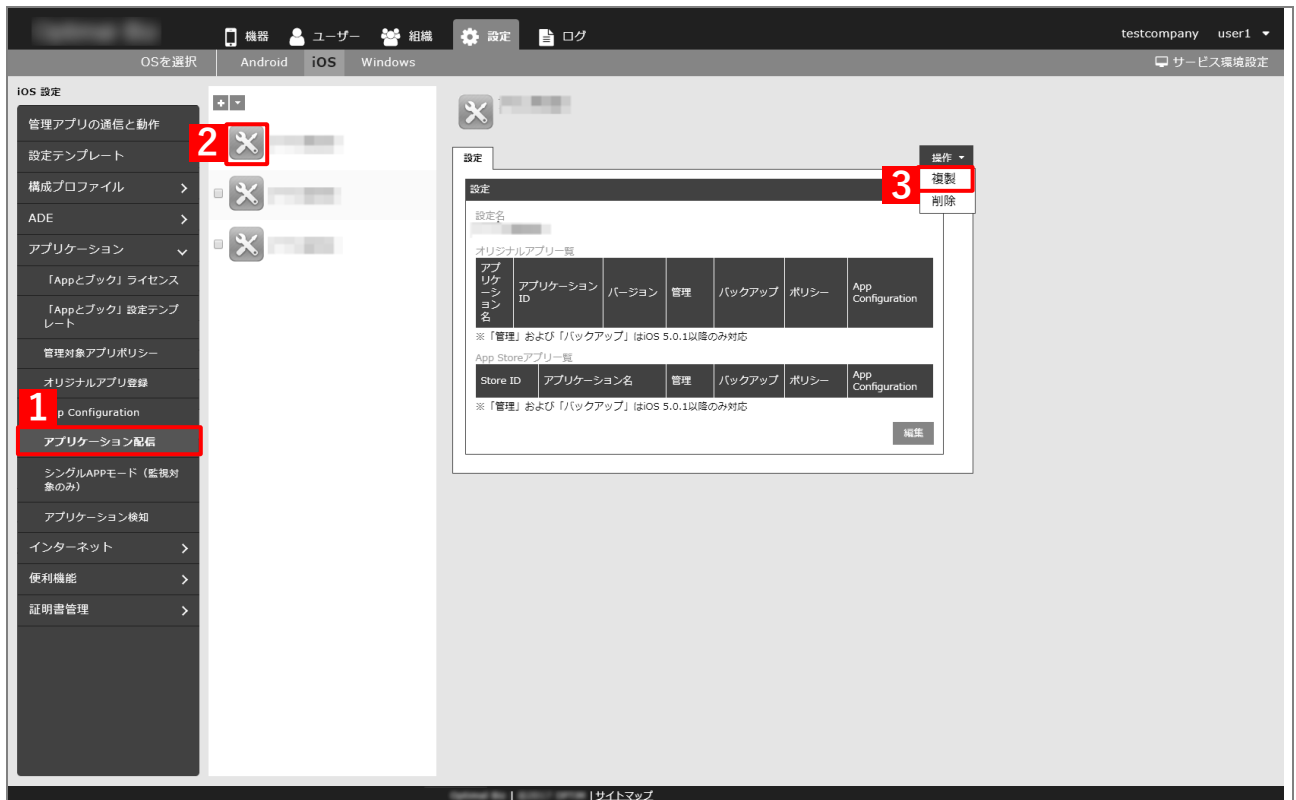 機器 ユーザー 組織 設定 ログ testcompany user1
OSを選択 Android iOS Windows サービス環境設定
iOS 設定
管理アプリの通信と動作
設定テンプレート
構成プロファイル
ADE
アプリケーション
「Appとブック」ライセンス
「Appとブック」設定テンプ
レート
管理対象アプリポリシー
オリジナルアプリ登録
1
p Configuration
アプリケーション配信
シングルAPPモード（監視対
象のみ）
アプリケーション検知
インターネット
便利機能
証明書管理
2
設定
操作
3
複製
削除
設定
設定名
オリジナルアプリ一覧
アプ
リケ
ーシ
ョン
名
アプリケーション
ID
バージョン
管理
バックアップ
ポリシー
App
Configuration
※「管理」および「バックアップ」はiOS 5.0.1以降のみ対応
App Storeアプリ一覧
Store ID
アプリケーション名
管理
バックアップ
ポリシー
App
Configuration
※「管理」および「バックアップ」はiOS 5.0.1以降のみ対応
編集
| | サイトマップ